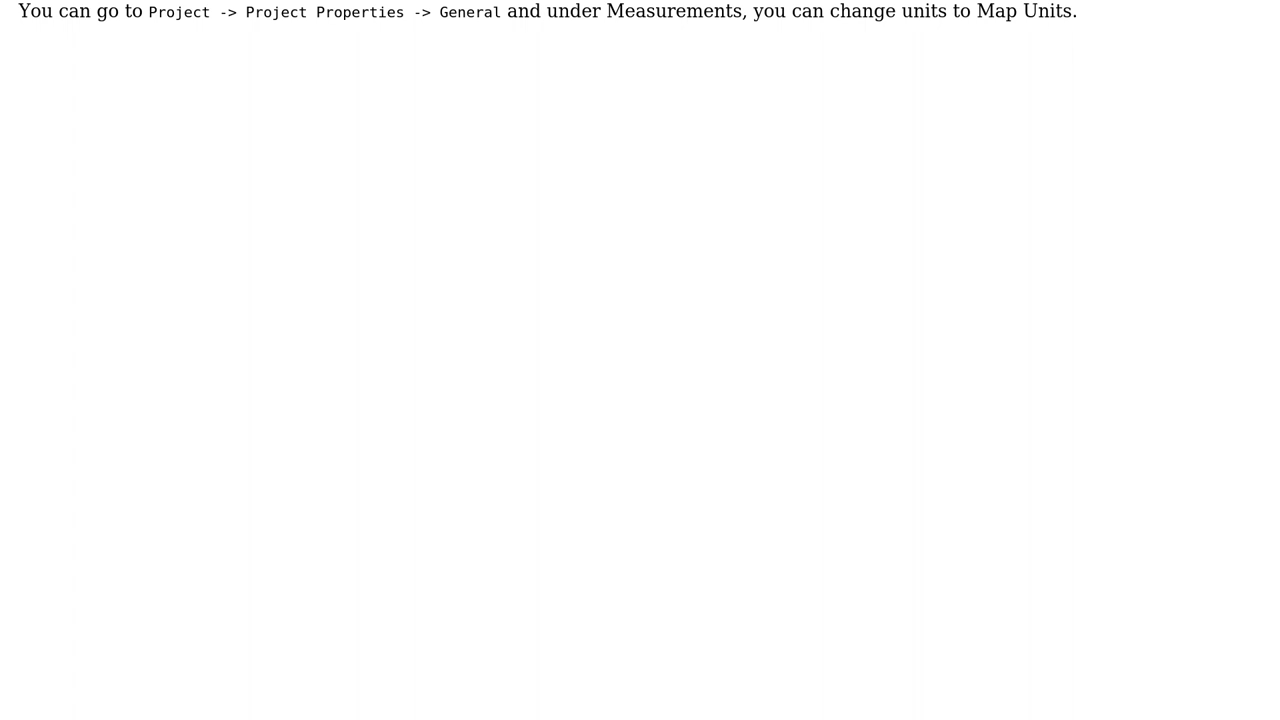 You can go to Project -> Project Properties -> General and under Measurements, you can change units to Map Units.